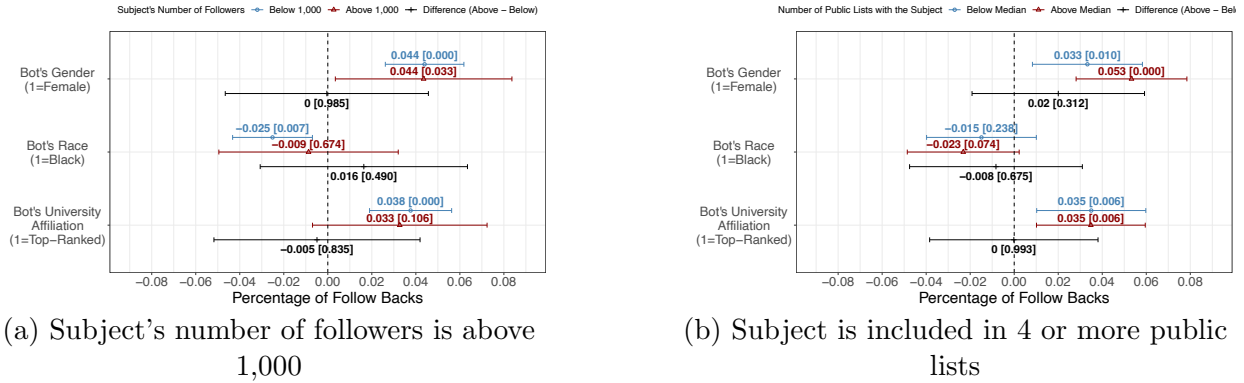 Subject's Number of Followers Below 1,000 Above 1,000 Difference (Above − Below)
Bot's Gender
(1=Female)
0.044 [0.000]
0.044 [0.033]
0 [0.985]
Bot's Race
(1=Black)
−0.025 [0.007]
−0.009 [0.674]
0.016 [0.490]
Bot's University
Affiliation
(1=Top−Ranked)
0.038 [0.000]
0.033 [0.106]
−0.005 [0.835]
−0.08 −0.06 −0.04 −0.02 0.00 0.02 0.04 0.06 0.08
Percentage of Follow Backs
(a) Subject's number of followers is above
1,000
Number of Public Lists with the Subject Below Median Above Median Difference (Above − Belo
Bot's Gender
(1=Female)
0.033 [0.010]
0.053 [0.000]
0.02 [0.312]
Bot's Race
(1=Black)
−0.015 [0.238]
−0.023 [0.074]
−0.008 [0.675]
Bot's University
Affiliation
(1=Top−Ranked)
0.035 [0.006]
0.035 [0.006]
0 [0.993]
−0.08 −0.06 −0.04 −0.02 0.00 0.02 0.04 0.06 0.08
Percentage of Follow Backs
(b) Subject is included in 4 or more public
lists